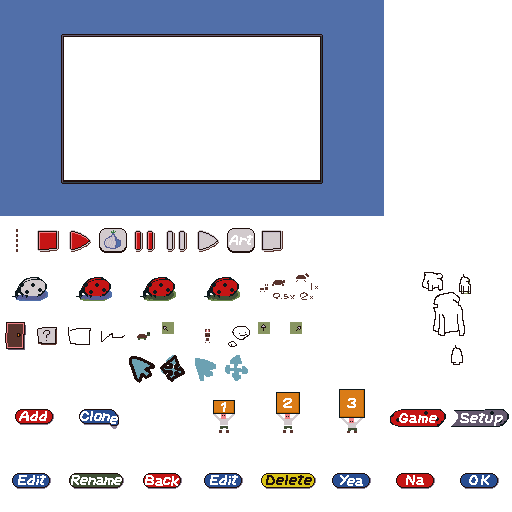 Art
1x
0.5x 2x
?
Add Clone 1 2 3 Game Setup
Edit Rename Back Edit Delete Yea Na OK